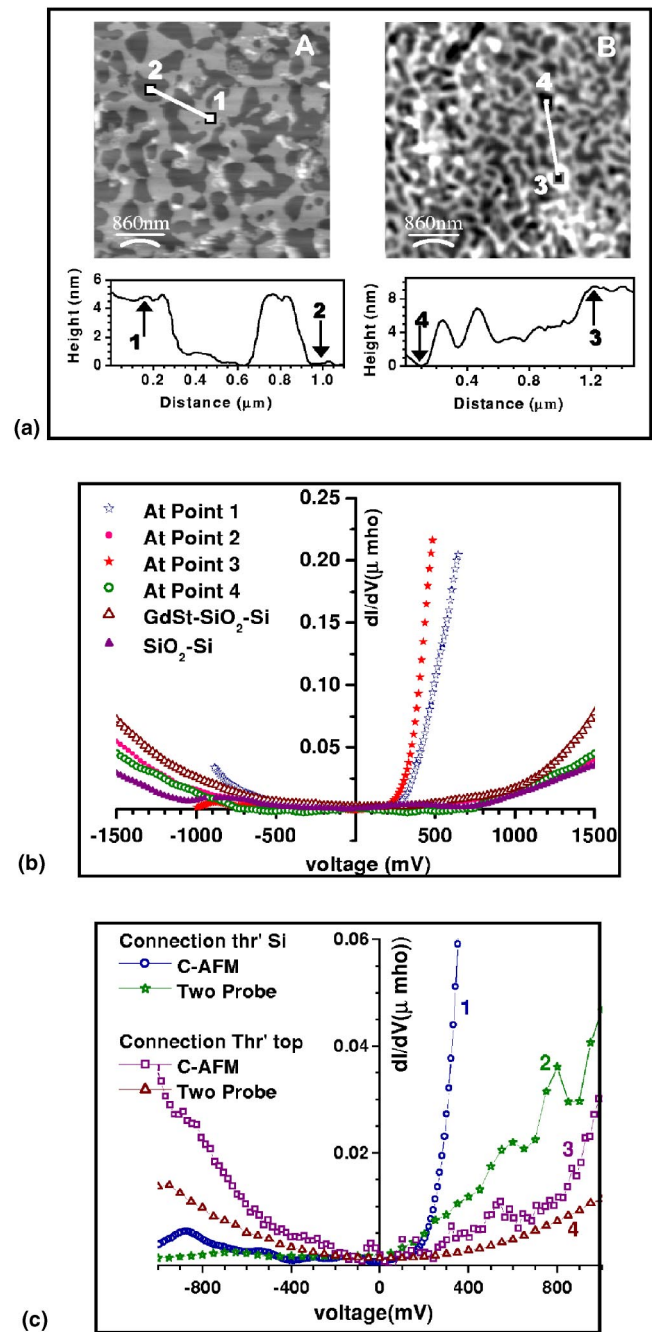 A
2
1
860nm
B
4
3
860nm
Height (nm)
6
4
2
0
1
2
0.2 0.4 0.6 0.8 1.0
Distance (μm)
Height (nm)
8
4
0
4
3
0.4 0.8 1.2
Distance (μm)
(a)
At Point 1
At Point 2
At Point 3
At Point 4
GdSt-SiO2-Si
SiO2-Si
dI/dV(μ mho)
0.25
0.20
0.15
0.10
0.05
-1500 -1000 -500 0 500 1000 1500
voltage (mV)
(b)
Connection thr' Si
C-AFM
Two Probe
Connection Thr' top
C-AFM
Two Probe
dI/dV(μ mho))
0.06
0.04
0.02
1
2
3
4
-800 -400 0 400 800
voltage(mV)
(c)